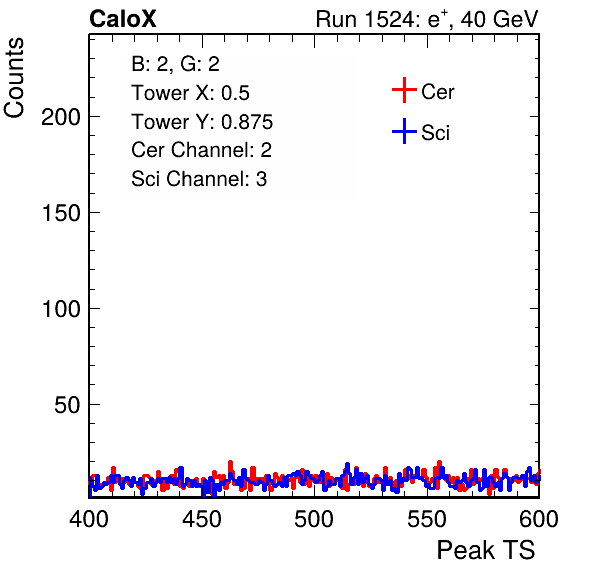 CaloX Run 1524: e⁺, 40 GeV
Counts
B: 2, G: 2
Tower X: 0.5
Tower Y: 0.875
Cer Channel: 2
Sci Channel: 3
Cer
Sci
200
150
100
50
400 450 500 550 600
Peak TS